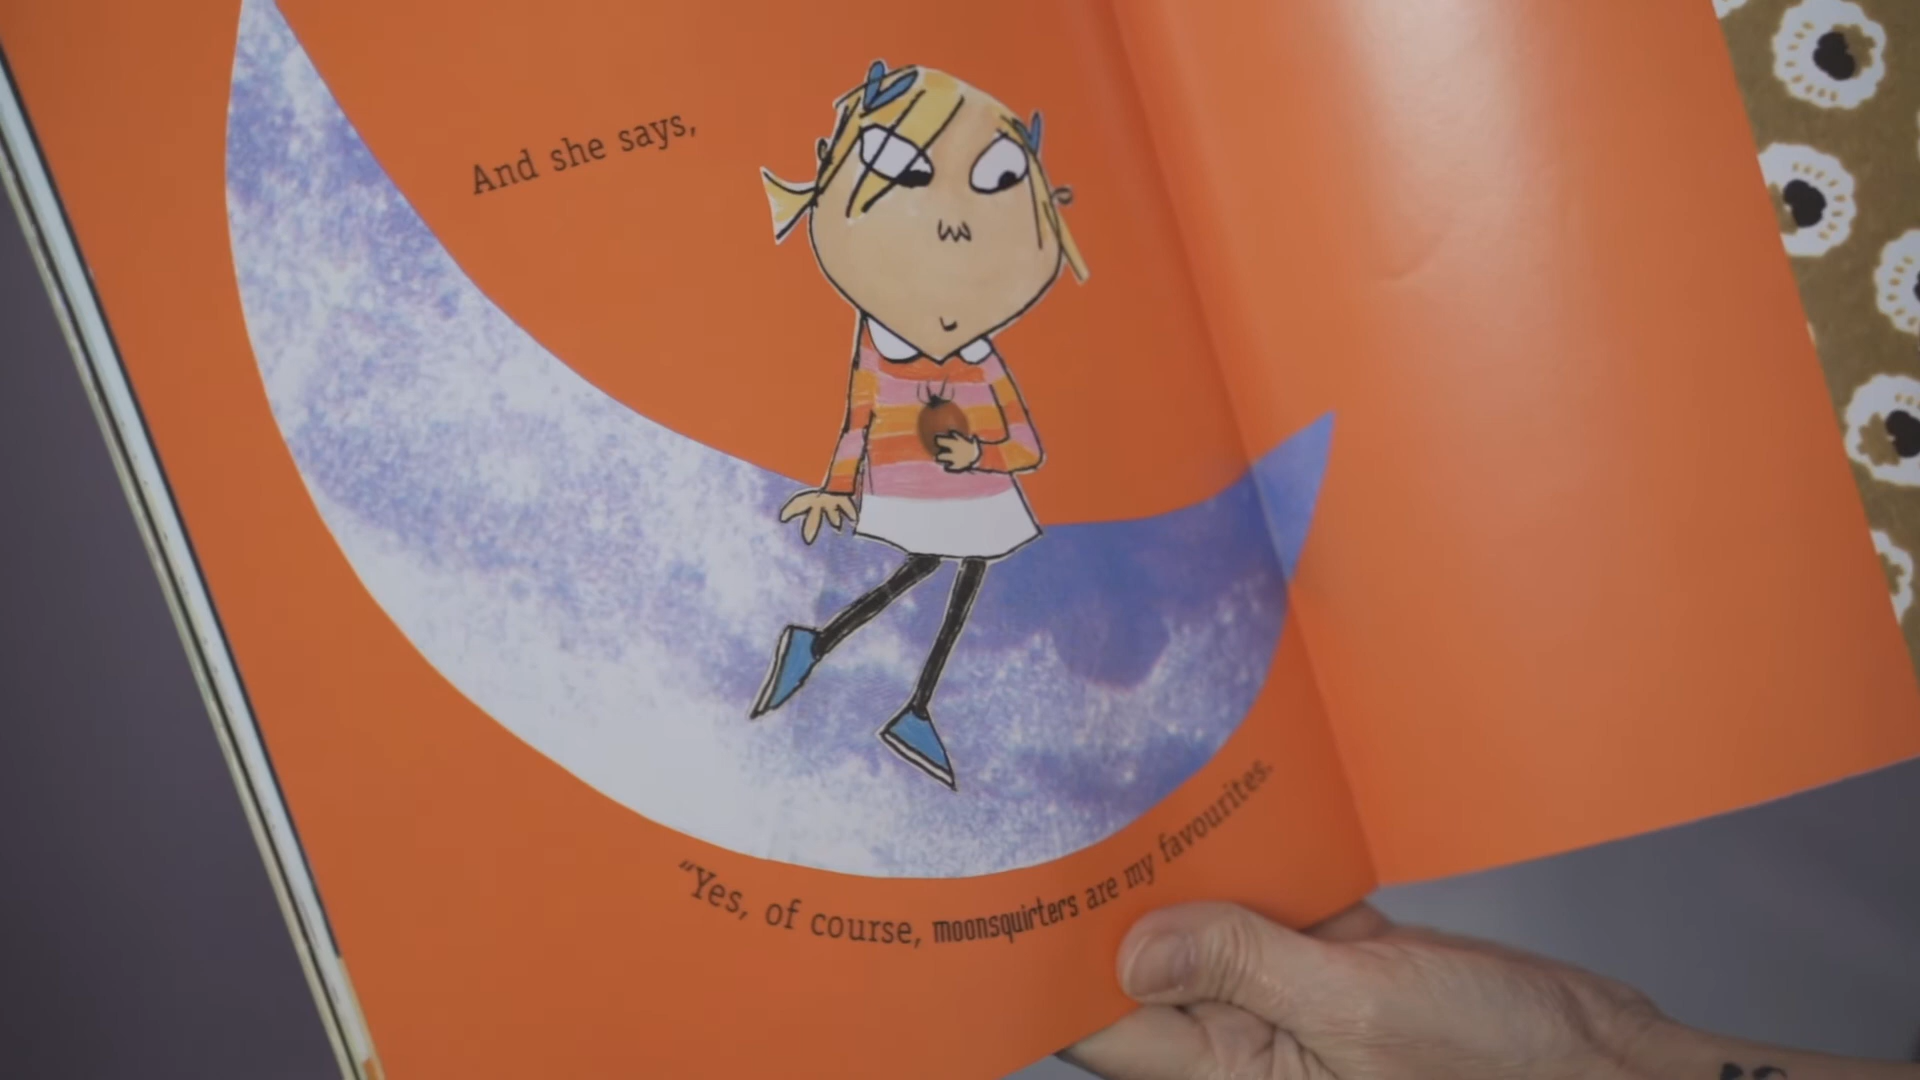 And she says,
“Yes, of course, moonsquirters are my favourites.